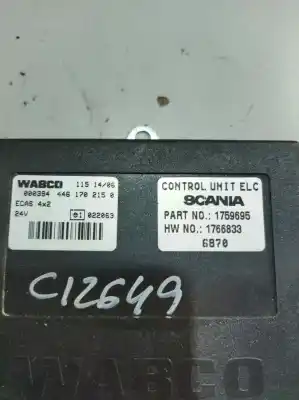 WABCO 115 14/06
000394 446 170 215 0
ECAS 4x2
24V 1 022063
CONTROL UNIT ELC
SCANIA
PART NO.: 1759695
HW NO.: 1766833
6870
C12649
WABCO